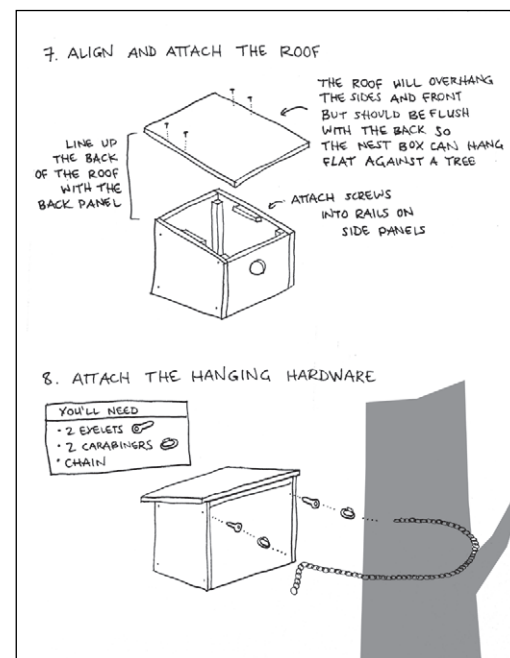 7. ALIGN AND ATTACH THE ROOF
THE ROOF WILL OVERHANG
THE SIDES AND FRONT
BUT SHOULD BE FLUSH
WITH THE BACK SO
THE NEST BOX CAN HANG
FLAT AGAINST A TREE
LINE UP
THE BACK
OF THE ROOF
WITH THE
BACK PANEL
ATTACH SCREWS
INTO RAILS ON
SIDE PANELS
8. ATTACH THE HANGING HARDWARE
YOU'LL NEED
• 2 EYELETS
• 2 CARABINERS
• CHAIN